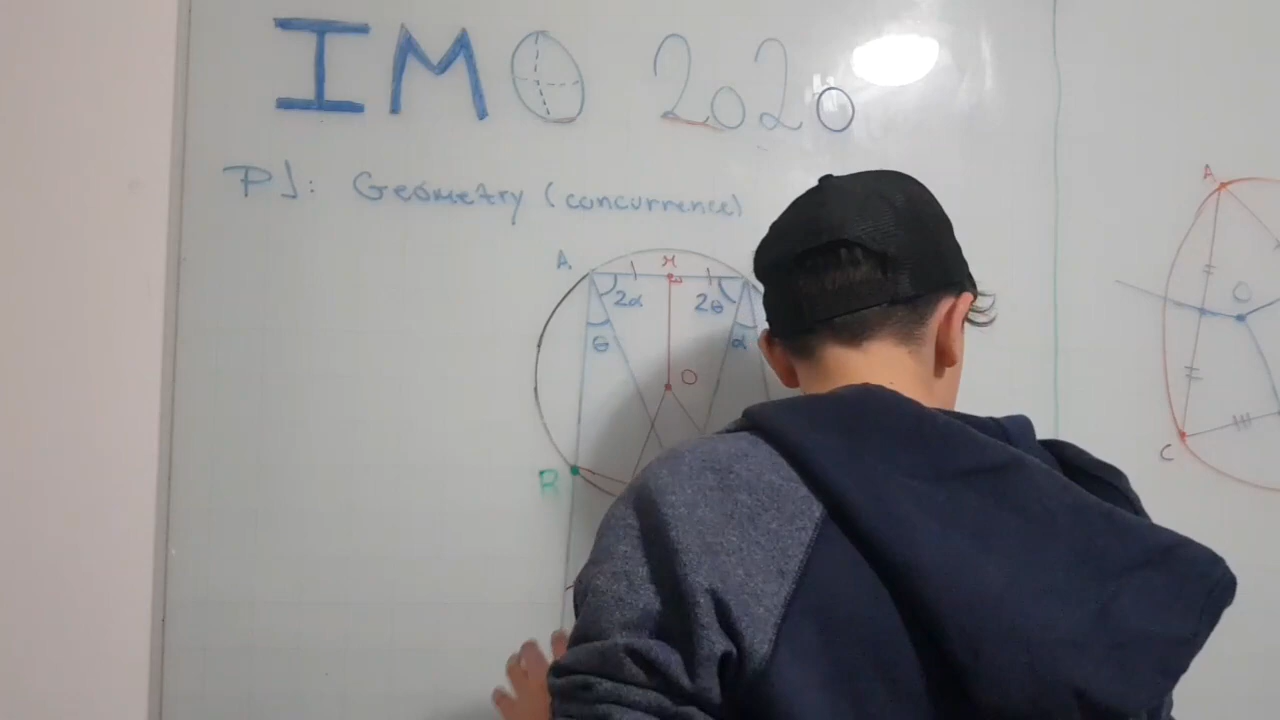 IMO 2020
P1: Geometry (concurrence)
A M
2α 2θ
θ α
O
R
A
O
C